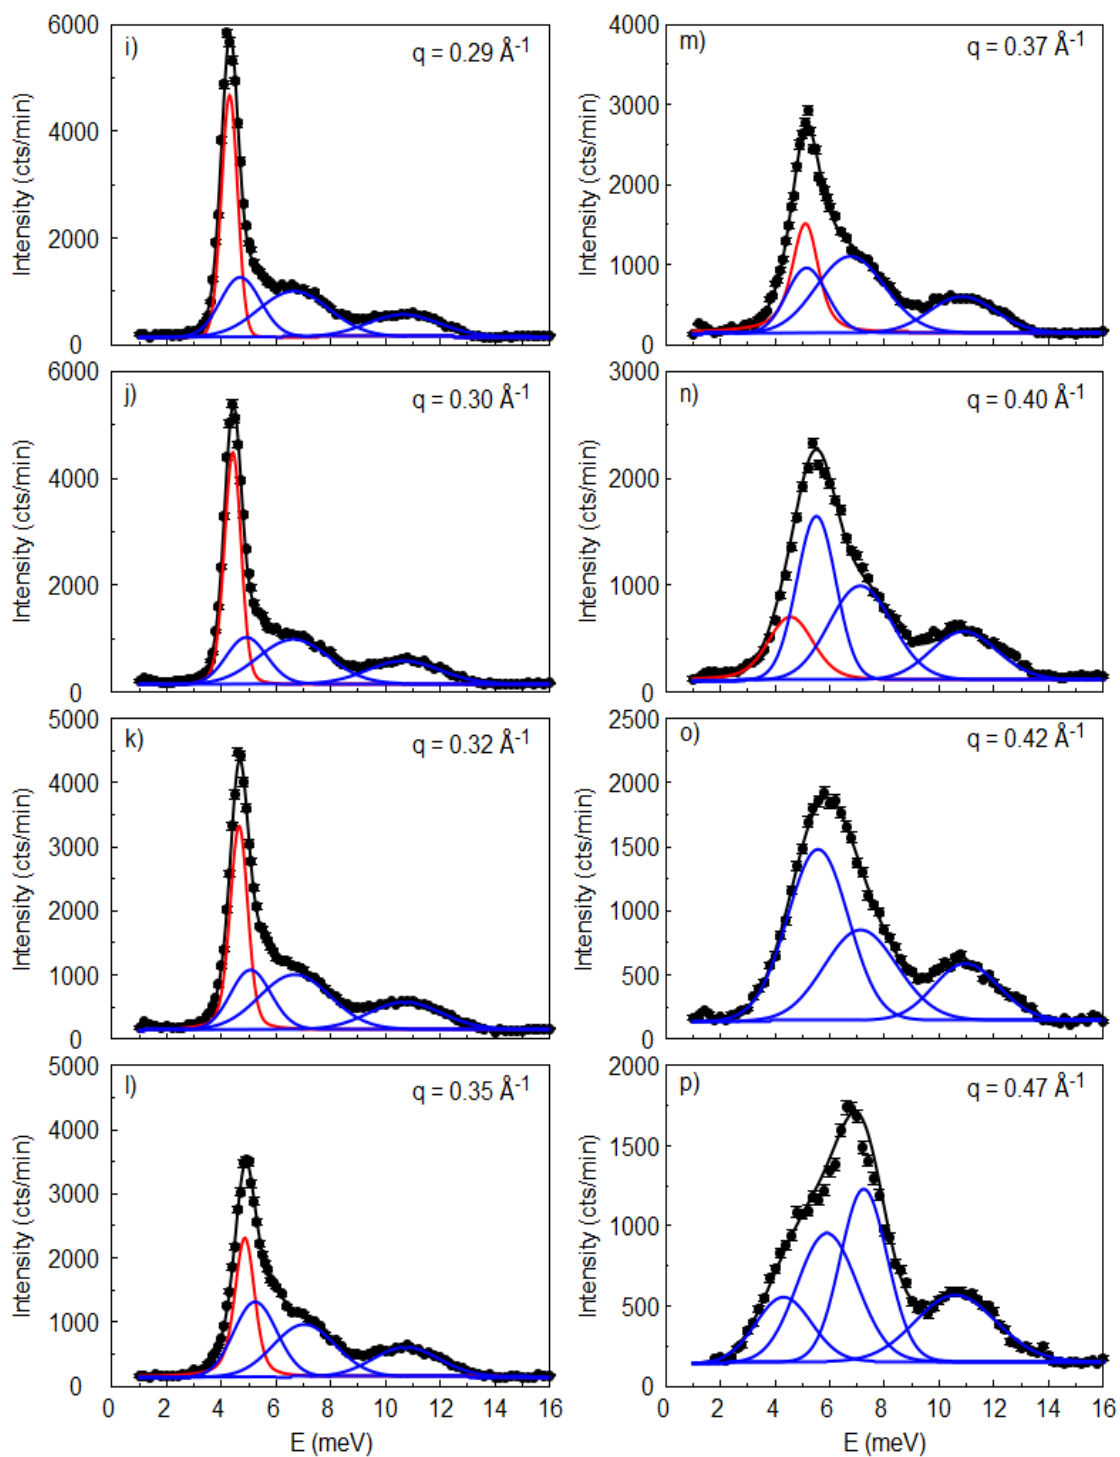 i)
q = 0.29 Å-1
Intensity (cts/min)
6000
4000
2000
0
m)
q = 0.37 Å-1
Intensity (cts/min)
4000
3000
2000
1000
0
j)
q = 0.30 Å-1
Intensity (cts/min)
6000
4000
2000
0
n)
q = 0.40 Å-1
Intensity (cts/min)
3000
2000
1000
0
k)
q = 0.32 Å-1
Intensity (cts/min)
5000
4000
3000
2000
1000
0
o)
q = 0.42 Å-1
Intensity (cts/min)
2500
2000
1500
1000
500
0
l)
q = 0.35 Å-1
Intensity (cts/min)
5000
4000
3000
2000
1000
0
0 2 4 6 8 10 12 14 16
E (meV)
p)
q = 0.47 Å-1
Intensity (cts/min)
2000
1500
1000
500
0
0 2 4 6 8 10 12 14 16
E (meV)